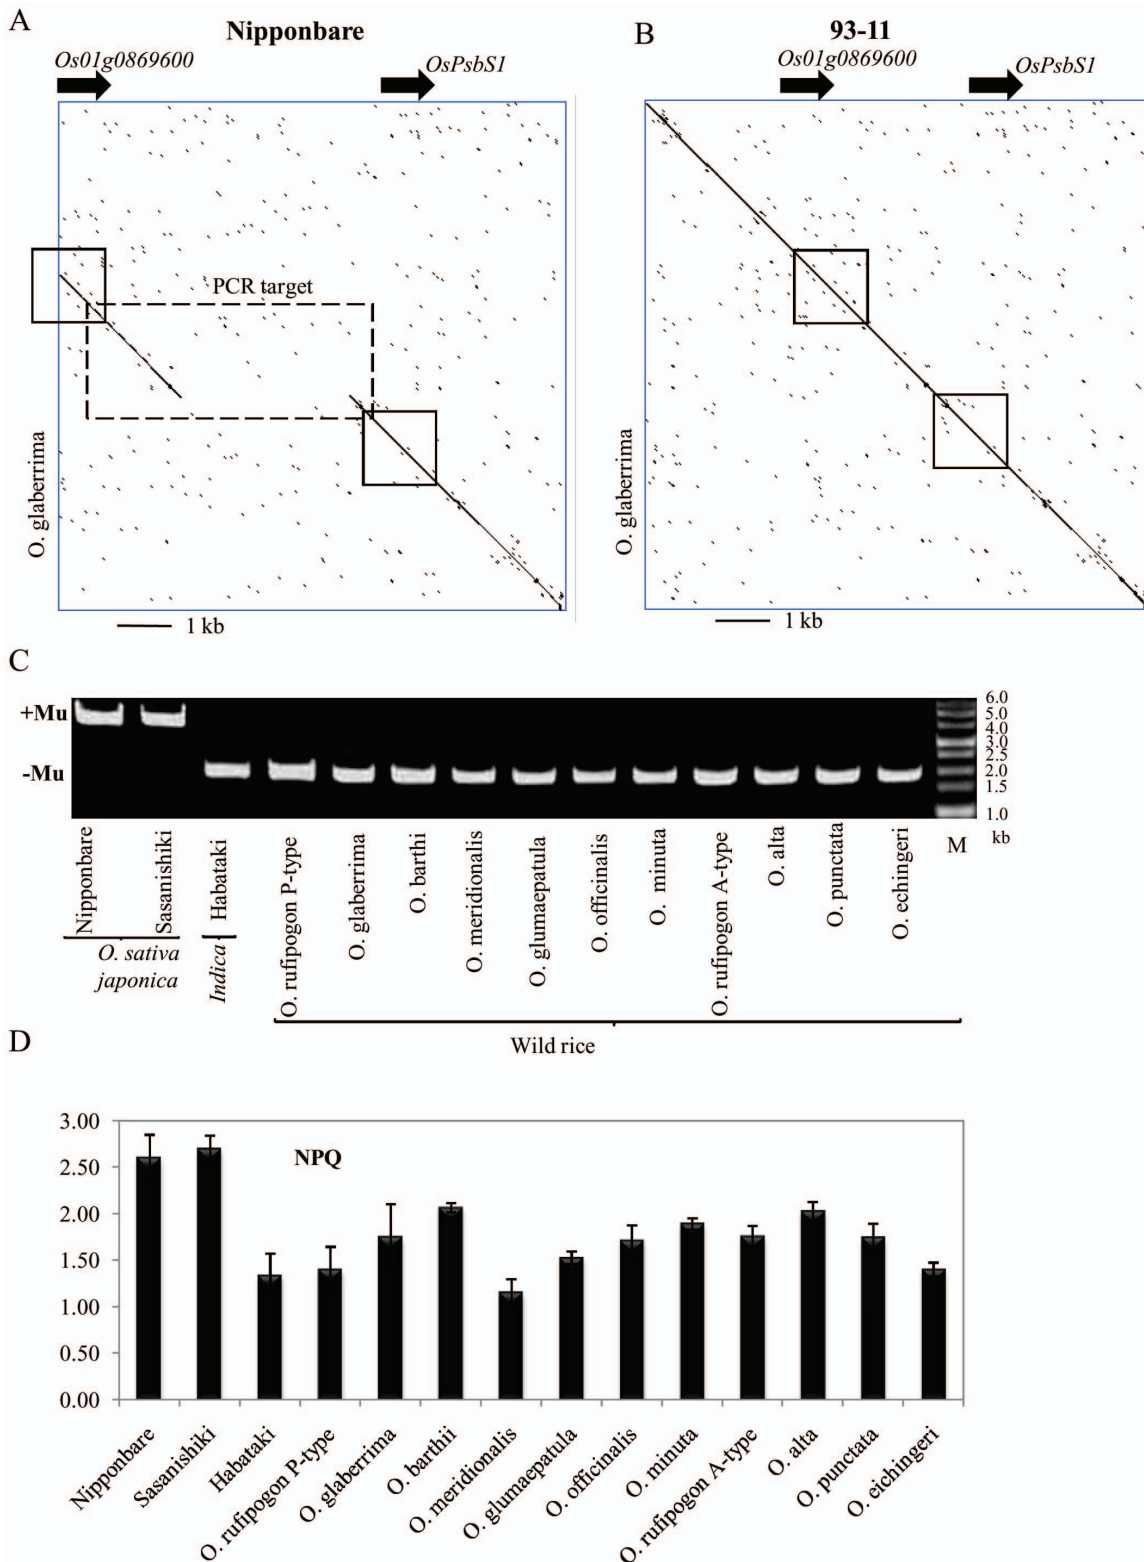 A
Nipponbare
Os01g0869600
OsPsbS1
PCR target
O. glaberrima
1 kb
B
93-11
Os01g0869600
OsPsbS1
O. glaberrima
1 kb
C
+Mu
-Mu
6.0
5.0
4.0
3.0
2.5
2.0
1.5
1.0
kb
M
Nipponbare
Sasanishiki
Habataki
O. rufipogon P-type
O. glaberrima
O. barthi
O. meridionalis
O. glumaepatula
O. officinalis
O. minuta
O. rufipogon A-type
O. alta
O. punctata
O. echingeri
O. sativa
japonica
Indica
Wild rice
D
NPQ
3.00
2.50
2.00
1.50
1.00
0.50
0.00
Nipponbare
Sasanishiki
Habataki
O. rufipogon P-type
O. glaberrima
O. barthii
O. meridionalis
O. glumaepatula
O. officinalis
O. minuta
O. rufipogon A-type
O. alta
O. punctata
O. eichingeri